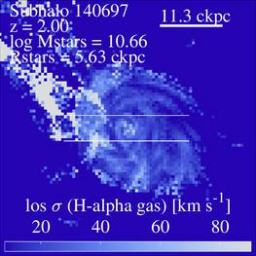 Subhalo 140697
z = 2.00
log Mstars = 10.66
Rstars = 5.63 ckpc
11.3 ckpc
los σ (H-alpha gas) [km s⁻¹]
20 40 60 80